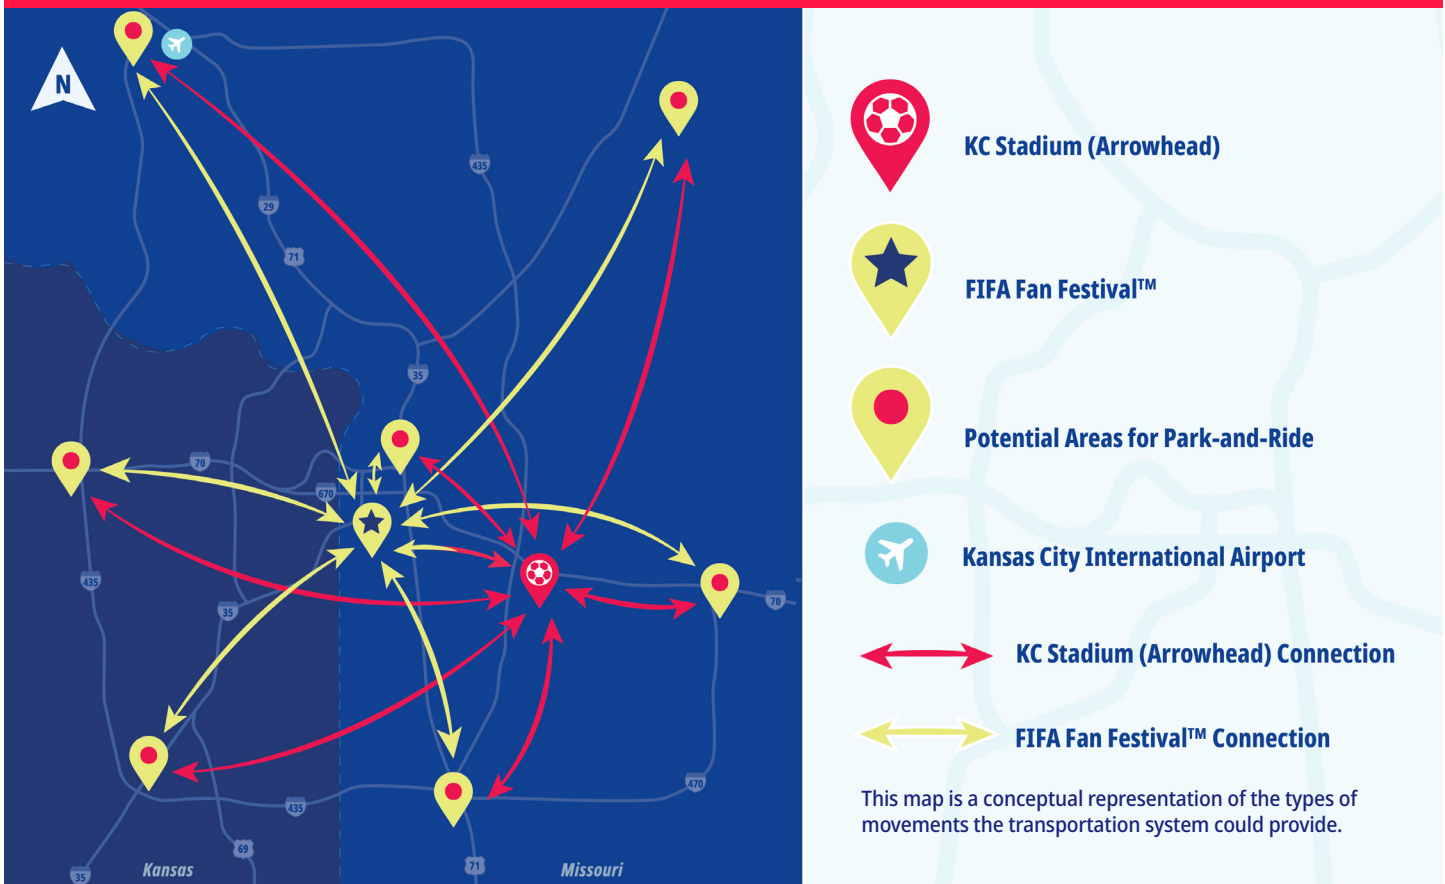 N
435
29
71
35
70
670
435
35
70
470
435
69
35
71
Kansas
Missouri
KC Stadium (Arrowhead)
FIFA Fan Festival™
Potential Areas for Park-and-Ride
Kansas City International Airport
KC Stadium (Arrowhead) Connection
FIFA Fan Festival™ Connection
This map is a conceptual representation of the types of
movements the transportation system could provide.